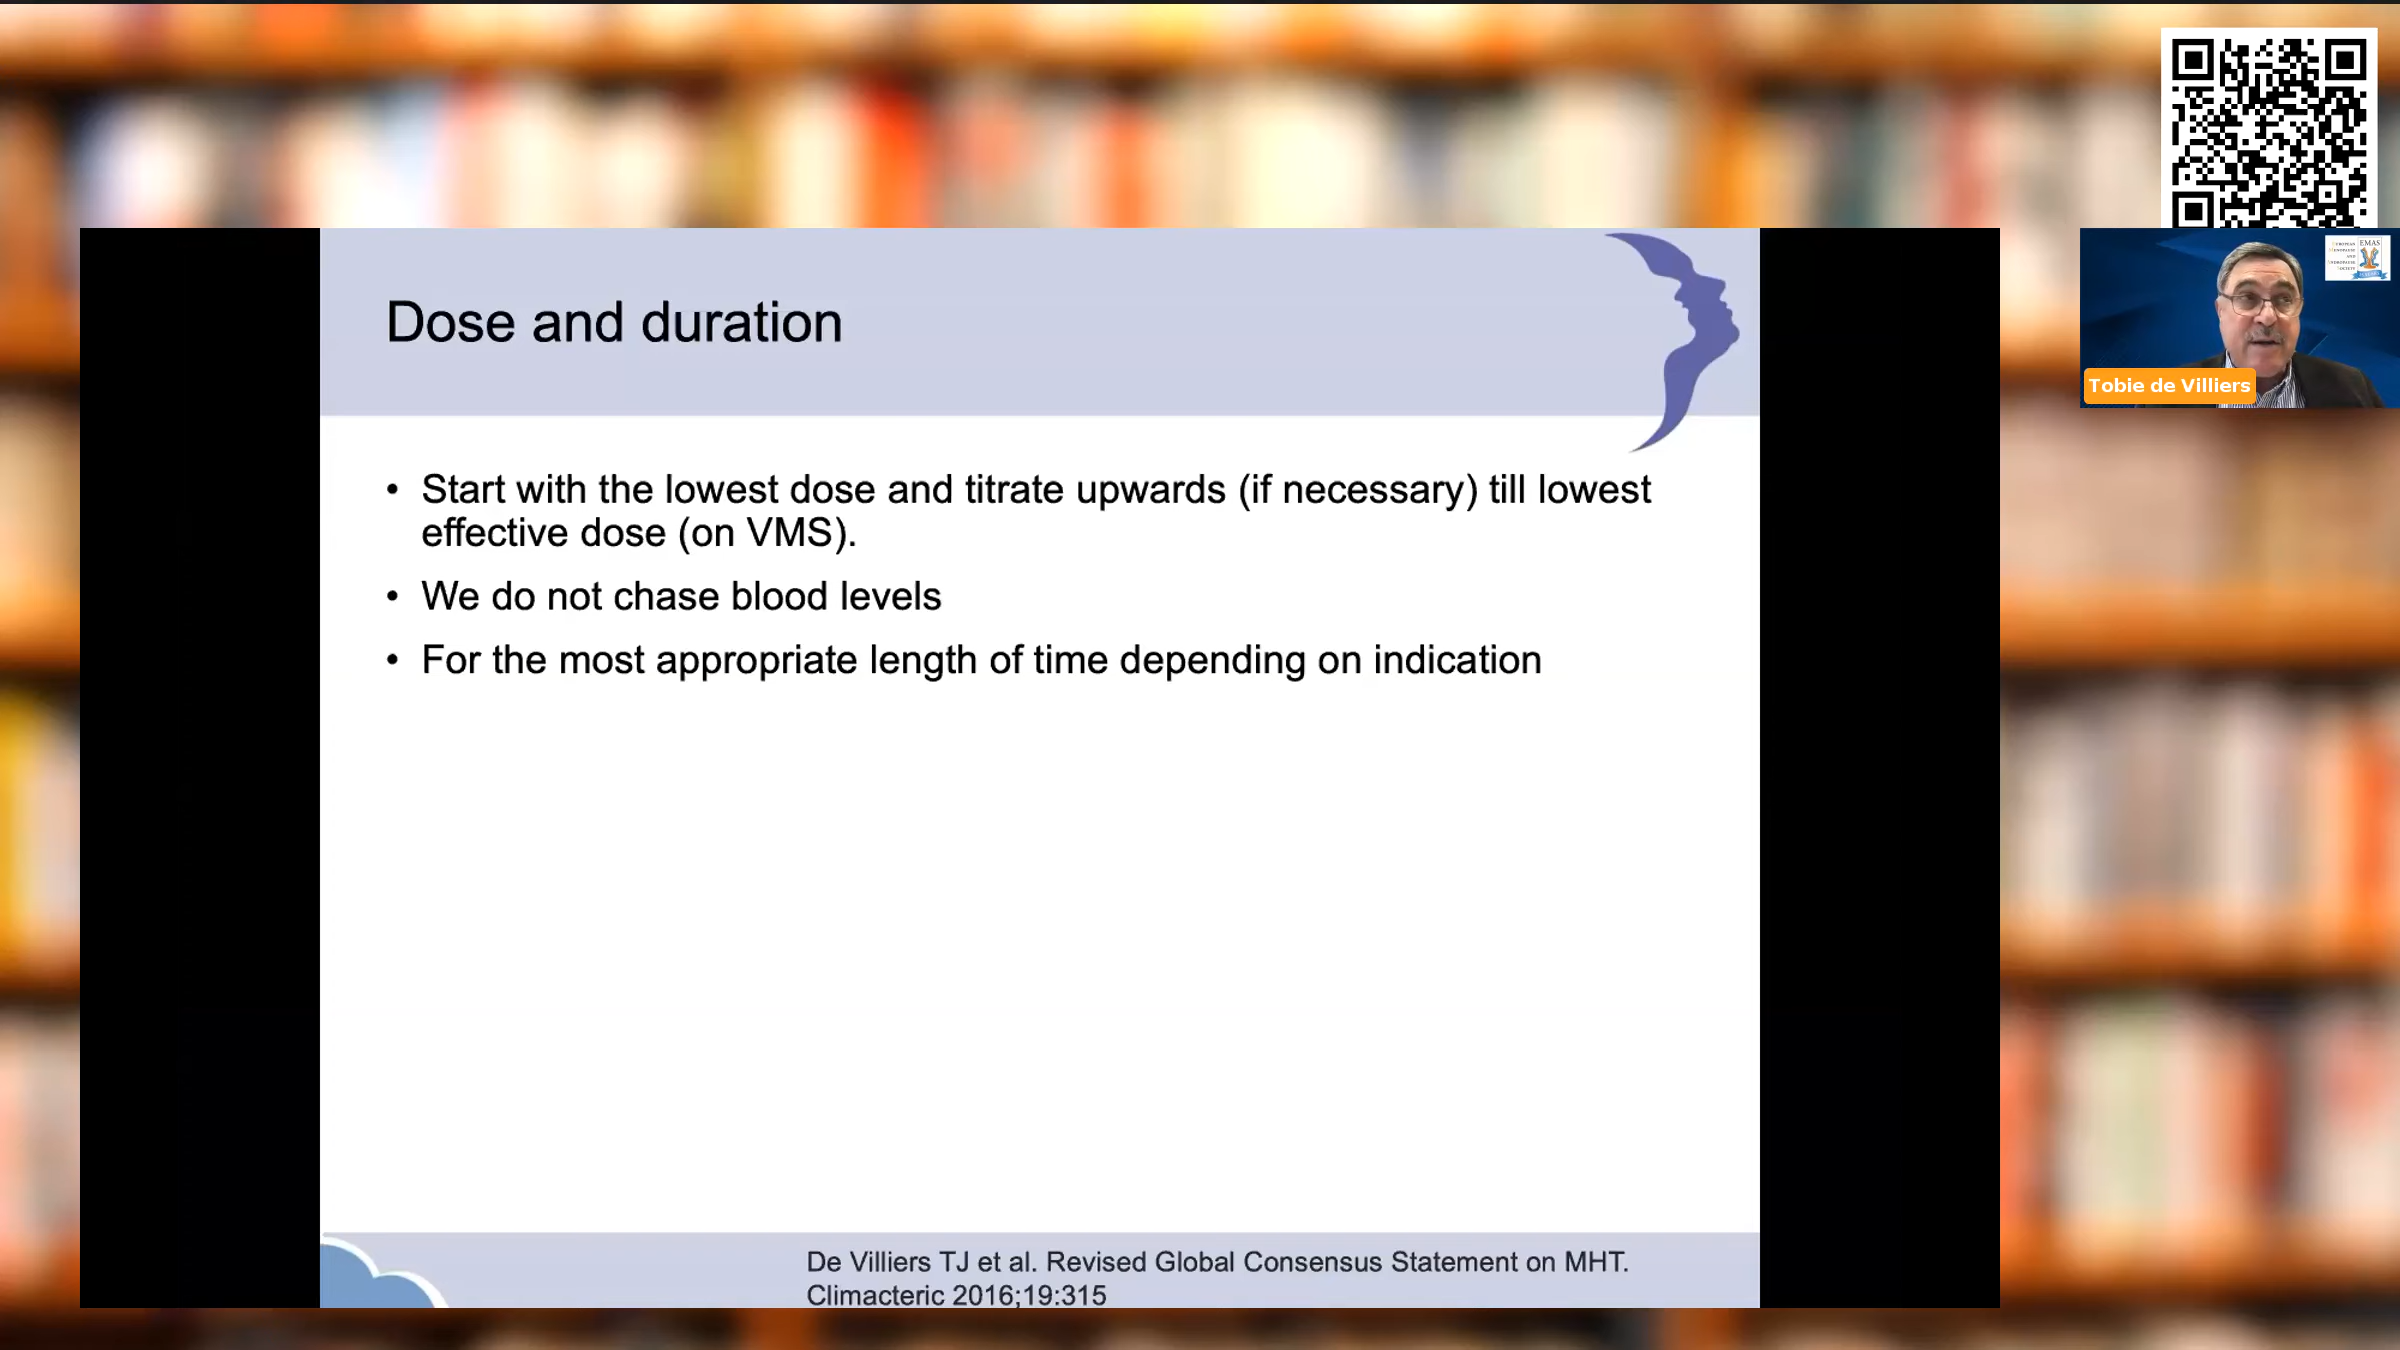 Dose and duration
• Start with the lowest dose and titrate upwards (if necessary) till lowest
effective dose (on VMS).
• We do not chase blood levels
• For the most appropriate length of time depending on indication
De Villiers TJ et al. Revised Global Consensus Statement on MHT.
Climacteric 2016;19:315
EMAS
Tobie de Villiers